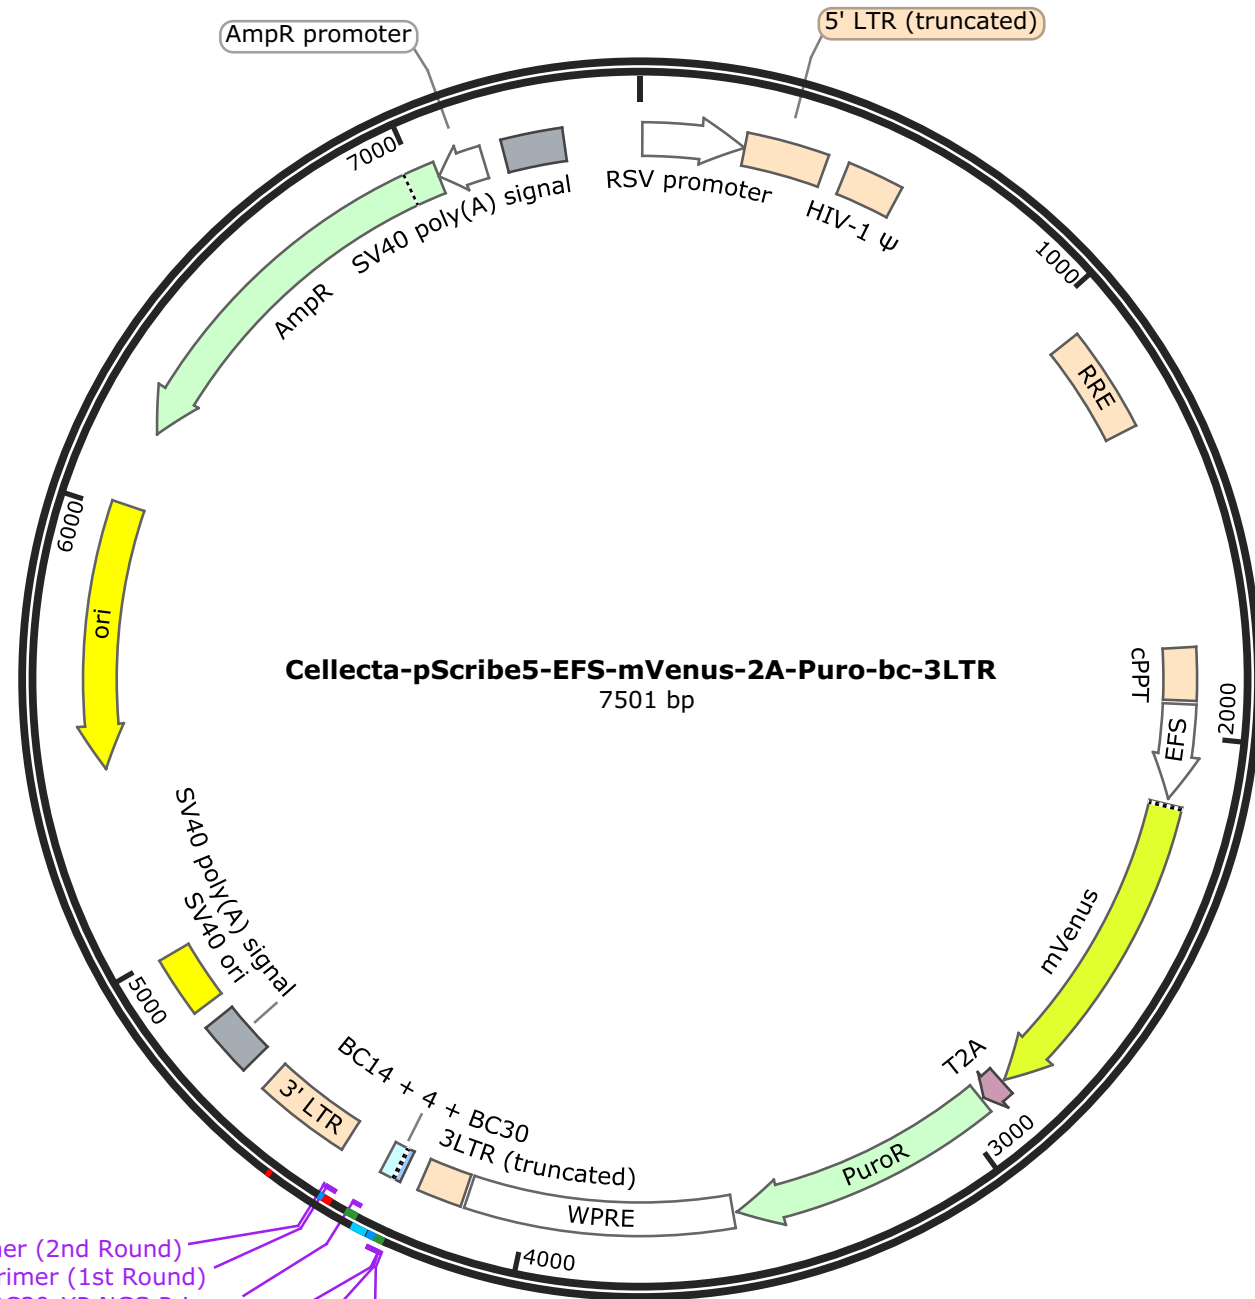 AmpR promoter
5' LTR (truncated)
7000
SV40 poly(A) signal
RSV promoter
HIV-1 ψ
1000
AmpR
RRE
6000
ori
Cellecta-pScribe5-EFS-mVenus-2A-Puro-bc-3LTR
7501 bp
cPPT
2000
EFS
SV40 poly(A) signal
SV40 ori
mVenus
5000
BC14 + 4 + BC30
T2A
3' LTR
3LTR (truncated)
3000
PuroR
WPRE
4000
(2nd Round)
(1st Round)